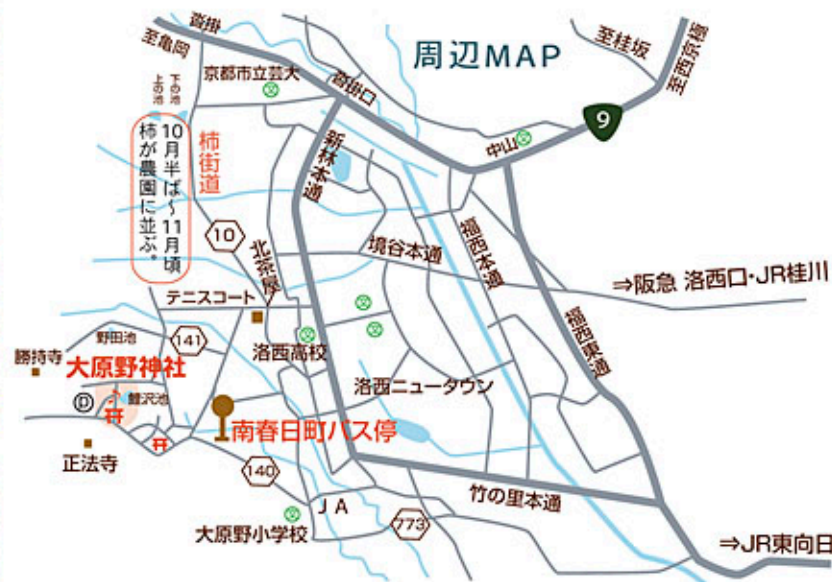 周辺MAP
沓掛
至亀岡
至桂坂
至西京極
京都市立芸大
沓掛口
下の池
上の池
9
中山
10月半ば〜11月頃
柿が農園に並ぶ。
柿街道
新林本通
10
北茶屋
境谷本通
福西本通
⇒阪急 洛西口・JR桂川
テニスコート
福西東通
野田池
141
洛西高校
勝持寺
大原野神社
洛西ニュータウン
P
鯉沢池
南春日町バス停
正法寺
140
竹の里本通
JA
大原野小学校
773
⇒JR東向日